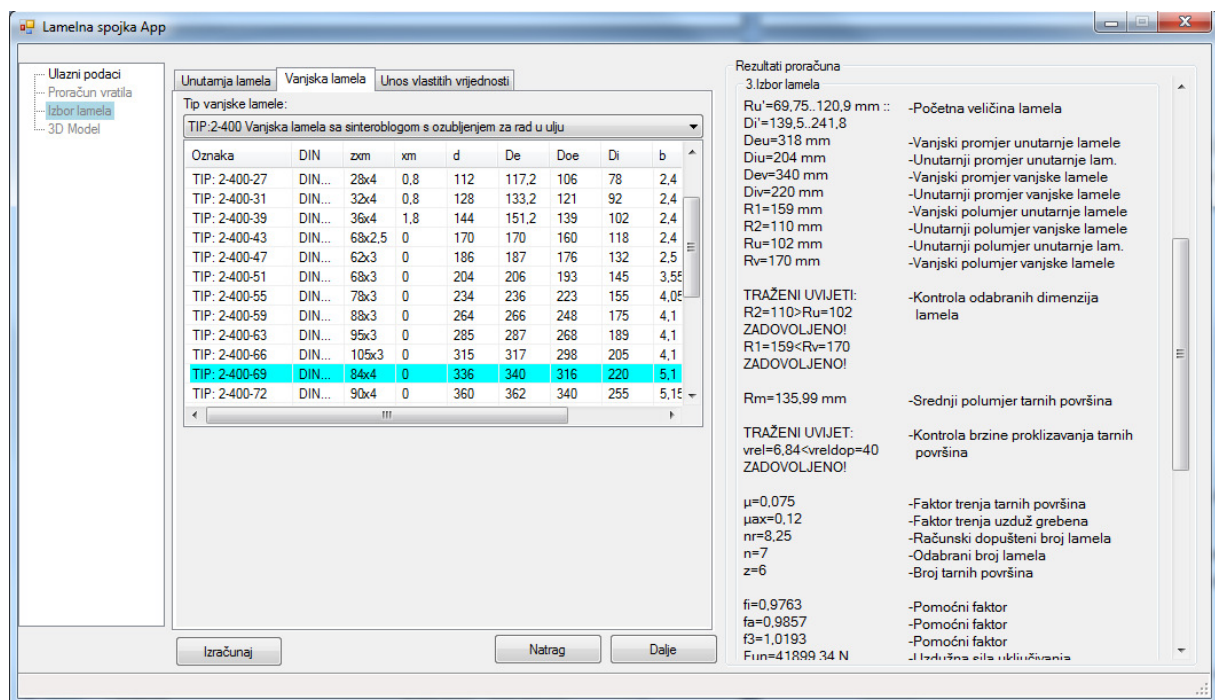 Lamelna spojka App
Ulazni podaci
Proračun vratila
Izbor lamela
3D Model
Unutarnja lamela Vanjska lamela Unos vlastitih vrijednosti
Tip vanjske lamele:
TIP:2-400 Vanjska lamela sa sinteroblogom s ozubljenjem za rad u ulju
Oznaka DIN zxm xm d De Doe Di b
TIP: 2-400-27 DIN... 28x4 0,8 112 117,2 106 78 2,4
TIP: 2-400-31 DIN... 32x4 0,8 128 133,2 121 92 2,4
TIP: 2-400-39 DIN... 36x4 1,8 144 151,2 139 102 2,4
TIP: 2-400-43 DIN... 68x2,5 0 170 170 160 118 2,4
TIP: 2-400-47 DIN... 62x3 0 186 187 176 132 2,5
TIP: 2-400-51 DIN... 68x3 0 204 206 193 145 3,55
TIP: 2-400-55 DIN... 78x3 0 234 236 223 155 4,05
TIP: 2-400-59 DIN... 88x3 0 264 266 248 175 4,1
TIP: 2-400-63 DIN... 95x3 0 285 287 268 189 4,1
TIP: 2-400-66 DIN... 105x3 0 315 317 298 205 4,1
TIP: 2-400-69 DIN... 84x4 0 336 340 316 220 5,1
TIP: 2-400-72 DIN... 90x4 0 360 362 340 255 5,15
Izračunaj Natrag Dalje
Rezultati proračuna
3.Izbor lamela
Ru'=69,75..120,9 mm :: -Početna veličina lamela
Di'=139,5..241,8
Deu=318 mm -Vanjski promjer unutarnje lamele
Diu=204 mm -Unutarnji promjer unutarnje lam.
Dev=340 mm -Vanjski promjer vanjske lamele
Div=220 mm -Unutarnji promjer vanjske lamele
R1=159 mm -Vanjski polumjer unutarnje lamele
R2=110 mm -Unutarnji polumjer vanjske lamele
Ru=102 mm -Unutarnji polumjer unutarnje lam.
Rv=170 mm -Vanjski polumjer vanjske lamele
TRAŽENI UVIJETI: -Kontrola odabranih dimenzija
R2=110>Ru=102 lamela
ZADOVOLJENO!
R1=159<Rv=170
ZADOVOLJENO!
Rm=135,99 mm -Srednji polumjer tarnih površina
TRAŽENI UVIJET: -Kontrola brzine proklizavanja tarnih
vrel=6,84<vreldop=40 površina
ZADOVOLJENO!
μ=0,075 -Faktor trenja tarnih površina
μax=0,12 -Faktor trenja uzduž grebena
nr=8,25 -Računski dopušteni broj lamela
n=7 -Odabrani broj lamela
z=6 -Broj tarnih površina
fi=0,9763 -Pomoćni faktor
fa=0,9857 -Pomoćni faktor
f3=1,0193 -Pomoćni faktor
Fun=41899,34 N -Uzdužna sila uključivanja